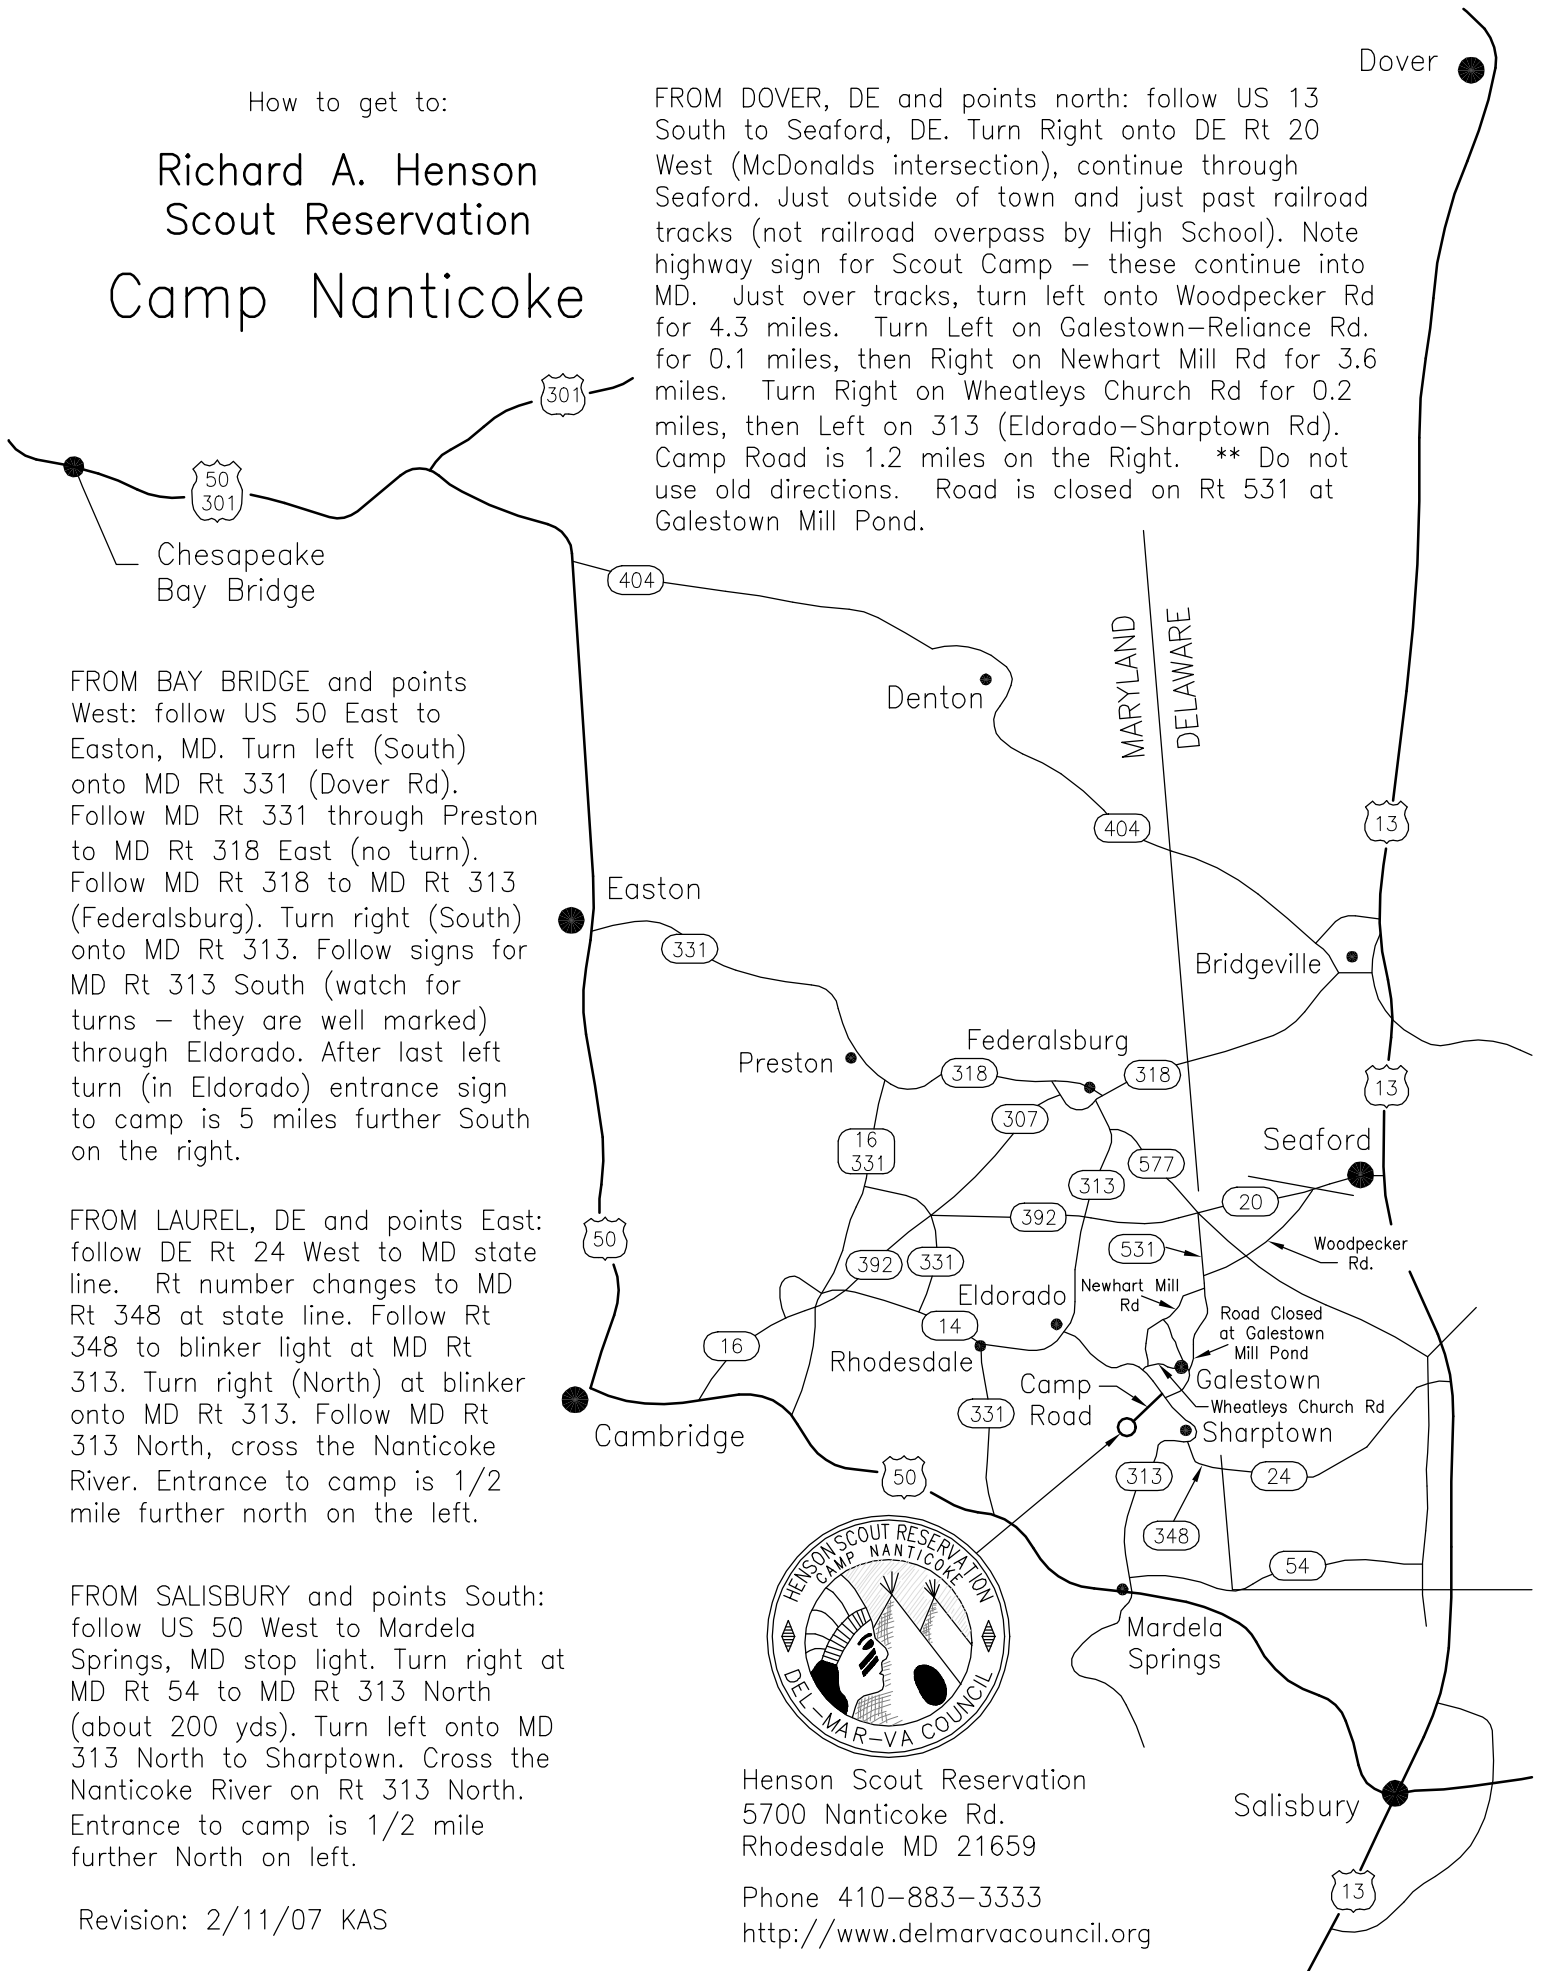 How to get to:
Richard A. Henson
Scout Reservation
Camp Nanticoke
FROM DOVER, DE and points north: follow US 13
South to Seaford, DE. Turn Right onto DE Rt 20
West (McDonalds intersection), continue through
Seaford. Just outside of town and just past railroad
tracks (not railroad overpass by High School). Note
highway sign for Scout Camp – these continue into
MD. Just over tracks, turn left onto Woodpecker Rd
for 4.3 miles. Turn Left on Galestown–Reliance Rd.
for 0.1 miles, then Right on Newhart Mill Rd for 3.6
miles. Turn Right on Wheatleys Church Rd for 0.2
miles, then Left on 313 (Eldorado–Sharptown Rd).
Camp Road is 1.2 miles on the Right. ** Do not
use old directions. Road is closed on Rt 531 at
Galestown Mill Pond.
Dover
301
50
301
Chesapeake
Bay Bridge
404
MARYLAND
DELAWARE
Denton
404
13
FROM BAY BRIDGE and points
West: follow US 50 East to
Easton, MD. Turn left (South)
onto MD Rt 331 (Dover Rd).
Follow MD Rt 331 through Preston
to MD Rt 318 East (no turn).
Follow MD Rt 318 to MD Rt 313
(Federalsburg). Turn right (South)
onto MD Rt 313. Follow signs for
MD Rt 313 South (watch for
turns – they are well marked)
through Eldorado. After last left
turn (in Eldorado) entrance sign
to camp is 5 miles further South
on the right.
Easton
331
Bridgeville
Federalsburg
Preston
318
318
13
307
16
331
Seaford
577
313
20
392
50
531
Woodpecker
Rd.
392
331
Newhart Mill
Rd
Eldorado
Road Closed
at Galestown
Mill Pond
14
16
Rhodesdale
Camp
Road
Galestown
Wheatleys Church Rd
331
Cambridge
Sharptown
50
313
24
348
54
FROM LAUREL, DE and points East:
follow DE Rt 24 West to MD state
line. Rt number changes to MD
Rt 348 at state line. Follow Rt
348 to blinker light at MD Rt
313. Turn right (North) at blinker
onto MD Rt 313. Follow MD Rt
313 North, cross the Nanticoke
River. Entrance to camp is 1/2
mile further north on the left.
HENSON SCOUT RESERVATION
CAMP NANTICOKE
DEL–MAR–VA COUNCIL
Mardela
Springs
FROM SALISBURY and points South:
follow US 50 West to Mardela
Springs, MD stop light. Turn right at
MD Rt 54 to MD Rt 313 North
(about 200 yds). Turn left onto MD
313 North to Sharptown. Cross the
Nanticoke River on Rt 313 North.
Entrance to camp is 1/2 mile
further North on left.
Salisbury
13
Henson Scout Reservation
5700 Nanticoke Rd.
Rhodesdale MD 21659
Phone 410–883–3333
http://www.delmarvacouncil.org
Revision: 2/11/07 KAS